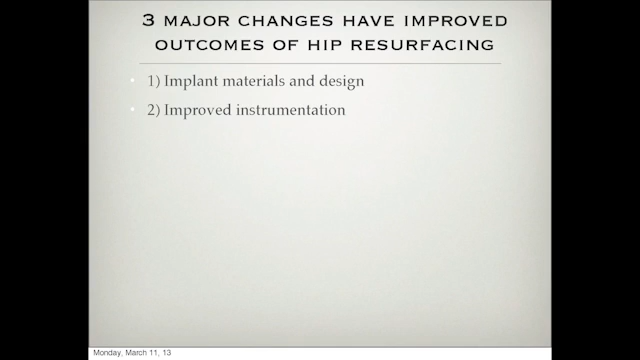 3 MAJOR CHANGES HAVE IMPROVED
OUTCOMES OF HIP RESURFACING
• 1) Implant materials and design
• 2) Improved instrumentation
Monday, March 11, 13